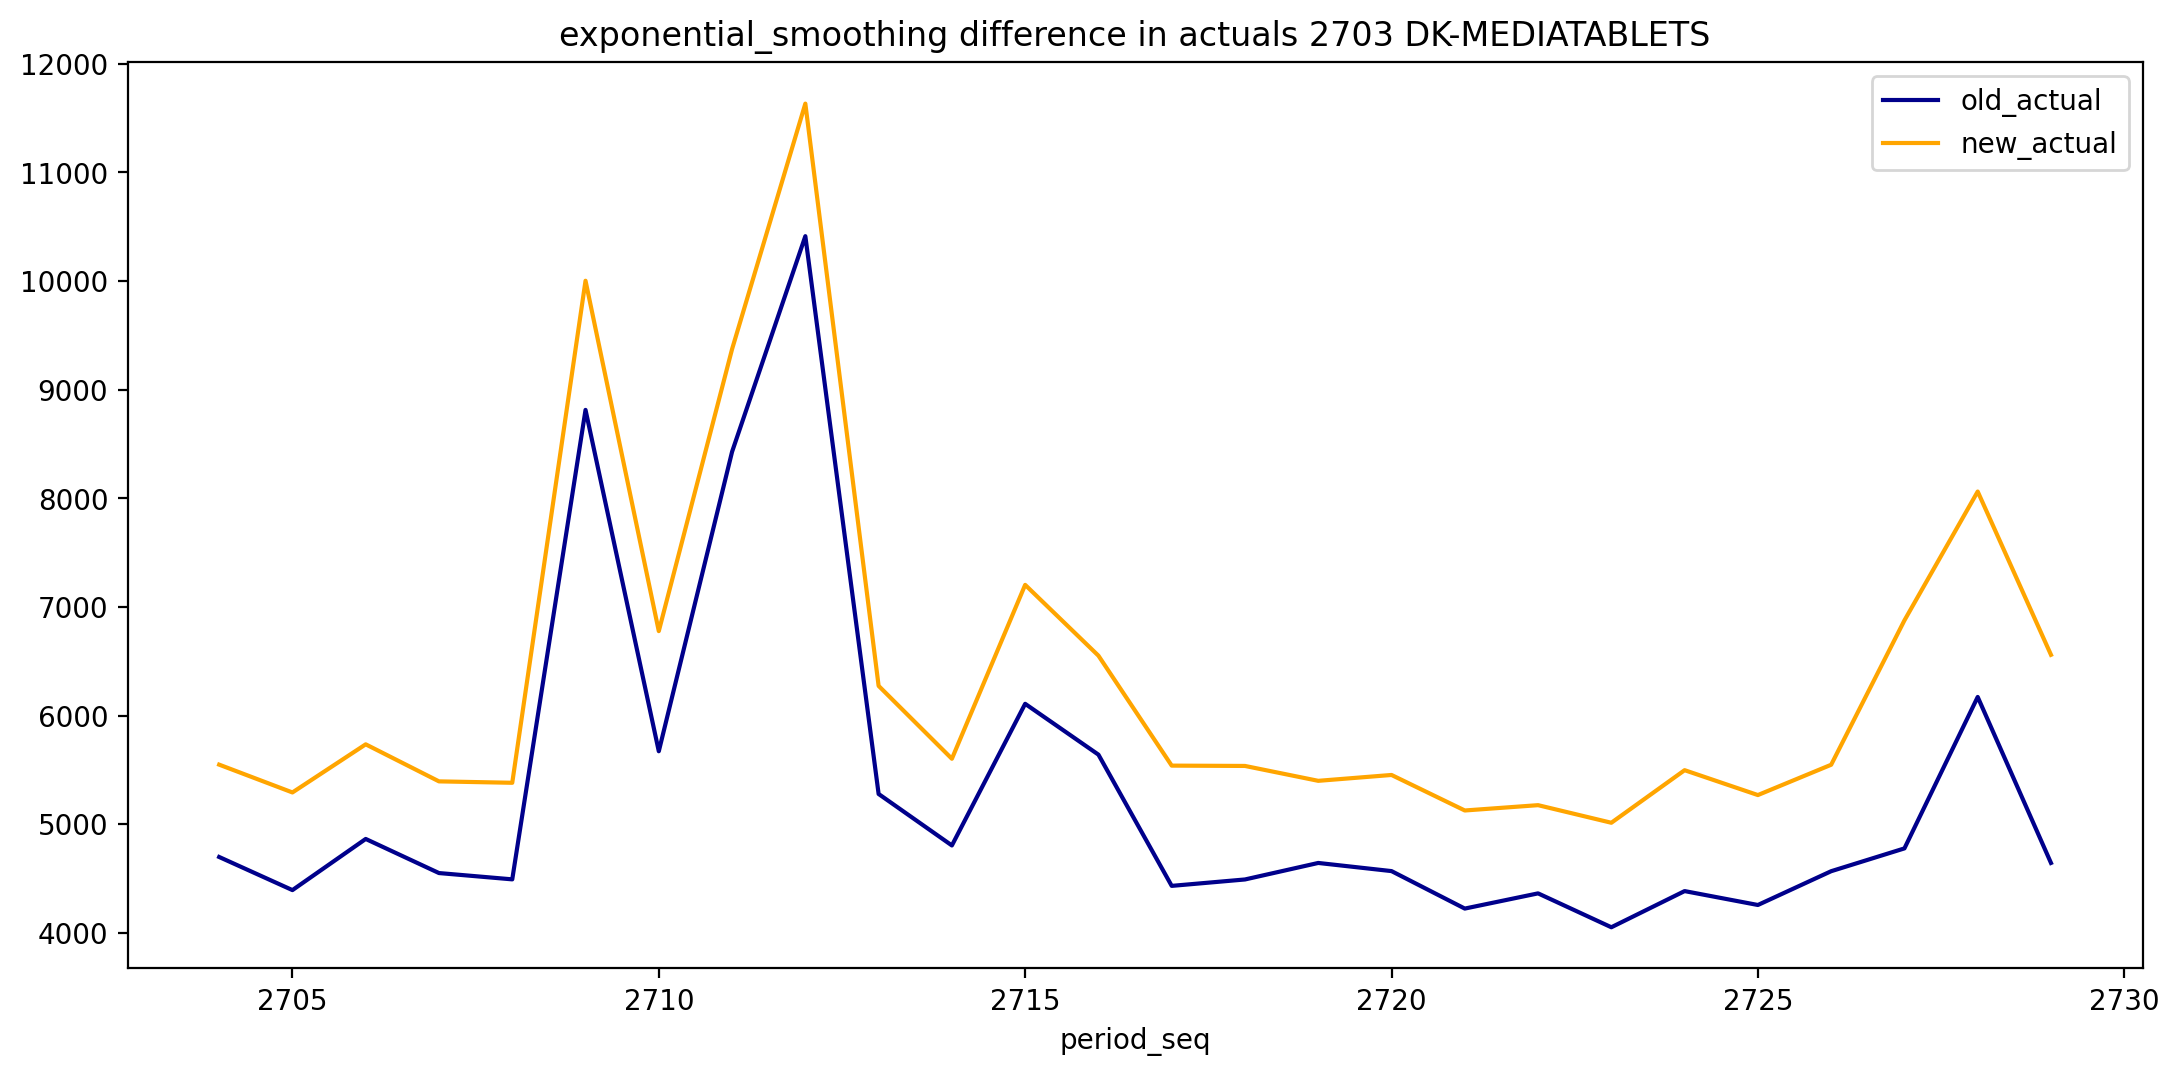 exponential_smoothing difference in actuals 2703 DK-MEDIATABLETS
12000
11000
10000
9000
8000
7000
6000
5000
4000
old_actual
new_actual
2705 2710 2715 2720 2725 2730
period_seq